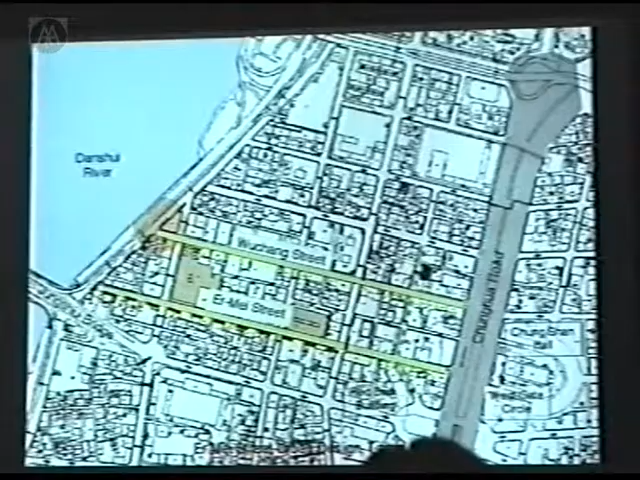 Danshui
River
Wuchang Street
Er-Mei Street
Chunghua Road
Chung Shan
Hall
Circle